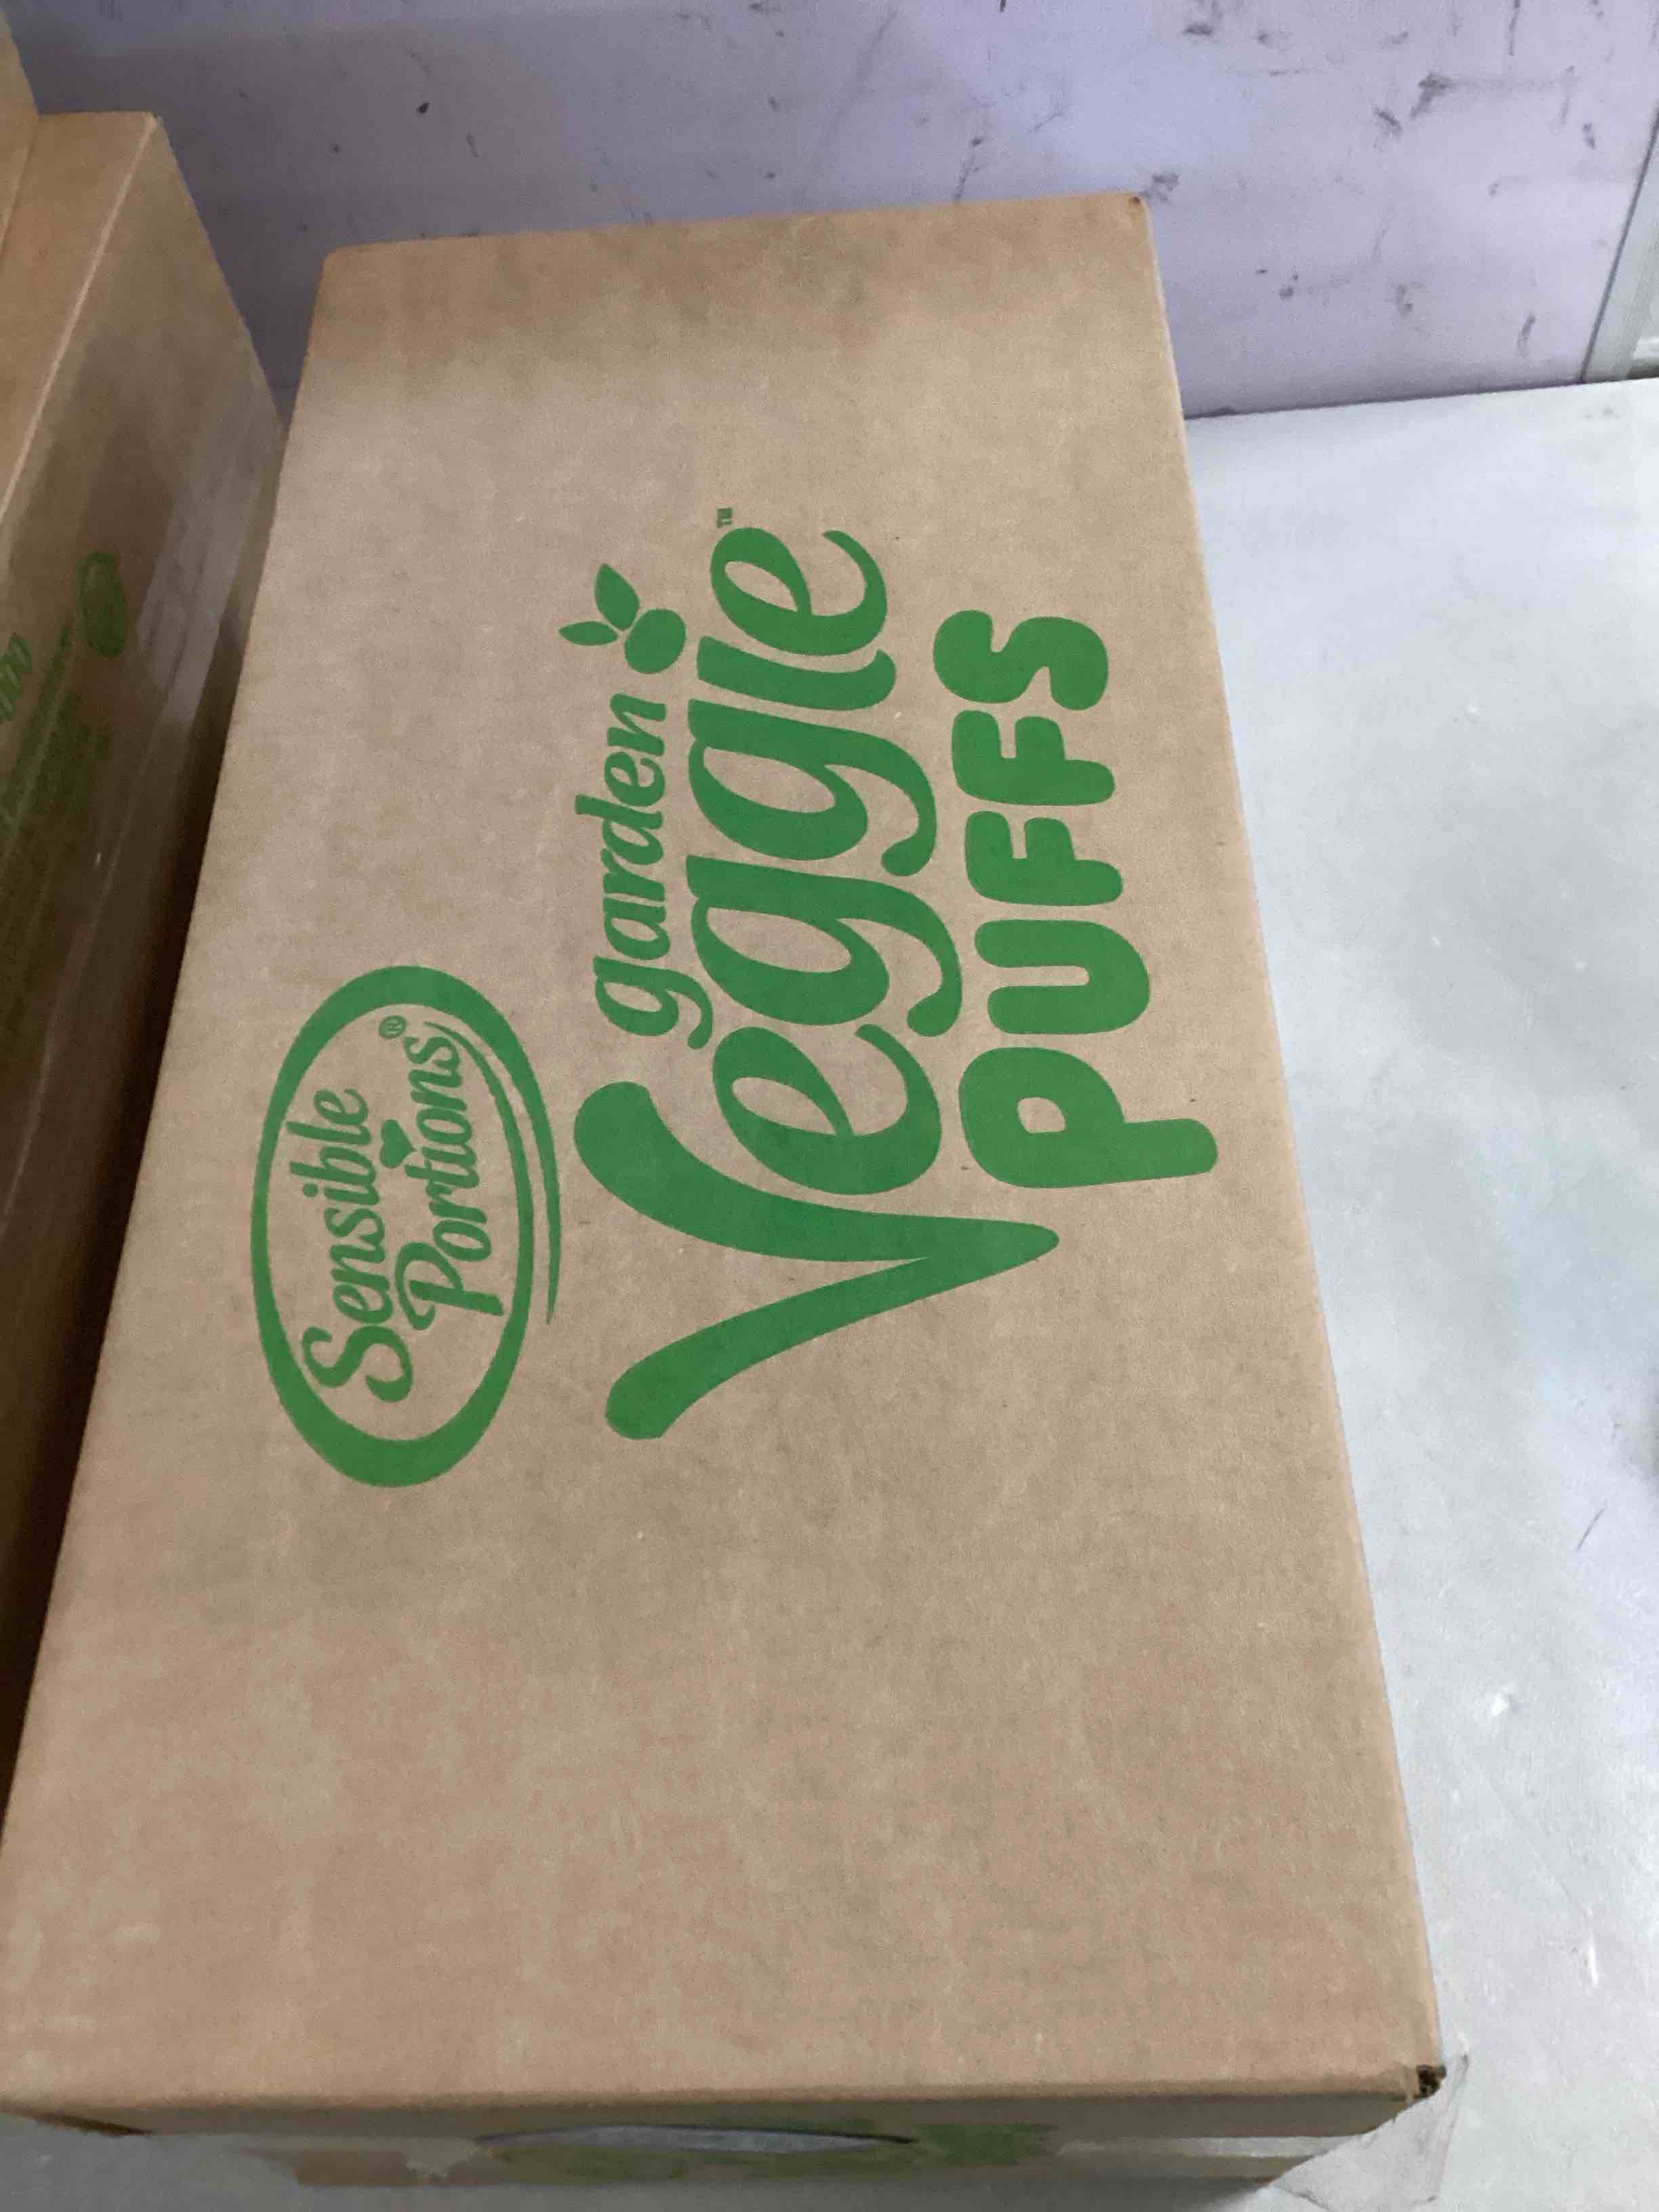 Sensible
Portions®
garden
Veggie™
PUFFS